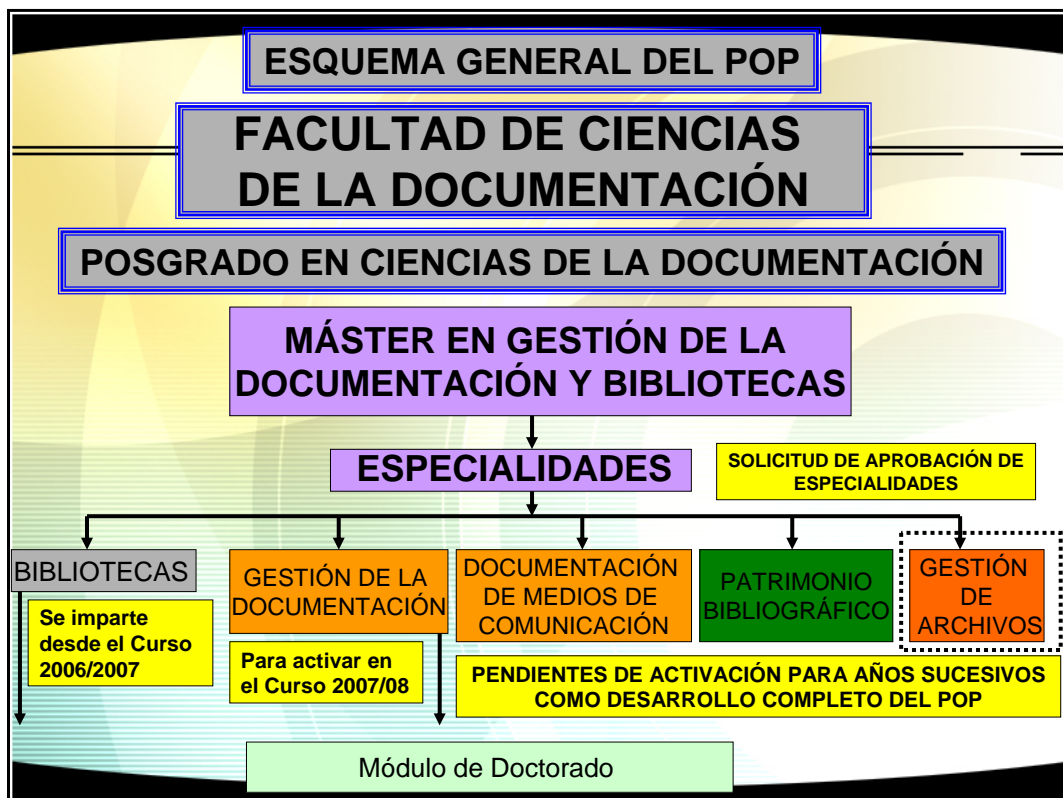 ESQUEMA GENERAL DEL POP
FACULTAD DE CIENCIAS
DE LA DOCUMENTACIÓN
POSGRADO EN CIENCIAS DE LA DOCUMENTACIÓN
MÁSTER EN GESTIÓN DE LA
DOCUMENTACIÓN Y BIBLIOTECAS
ESPECIALIDADES
SOLICITUD DE APROBACIÓN DE
ESPECIALIDADES
BIBLIOTECAS
Se imparte
desde el Curso
2006/2007
GESTIÓN DE LA
DOCUMENTACIÓN
Para activar en
el Curso 2007/08
DOCUMENTACIÓN
DE MEDIOS DE
COMUNICACIÓN
PATRIMONIO
BIBLIOGRÁFICO
GESTIÓN
DE
ARCHIVOS
PENDIENTES DE ACTIVACIÓN PARA AÑOS SUCESIVOS
COMO DESARROLLO COMPLETO DEL POP
Módulo de Doctorado